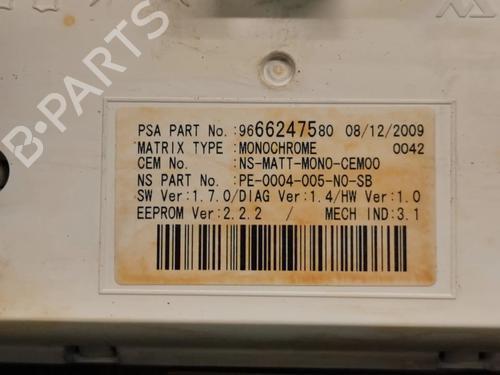 B-PARTS
PSA PART No. :9666247580 08/12/2009
MATRIX TYPE :MONOCHROME 0042
CEM No. :NS-MATT-MONO-CEM00
NS PART No. :PE-0004-005-N0-SB
SW Ver:1.7.0/DIAG Ver:1.4/HW Ver:1.0
EEPROM Ver:2.2.2 / MECH IND:3.1